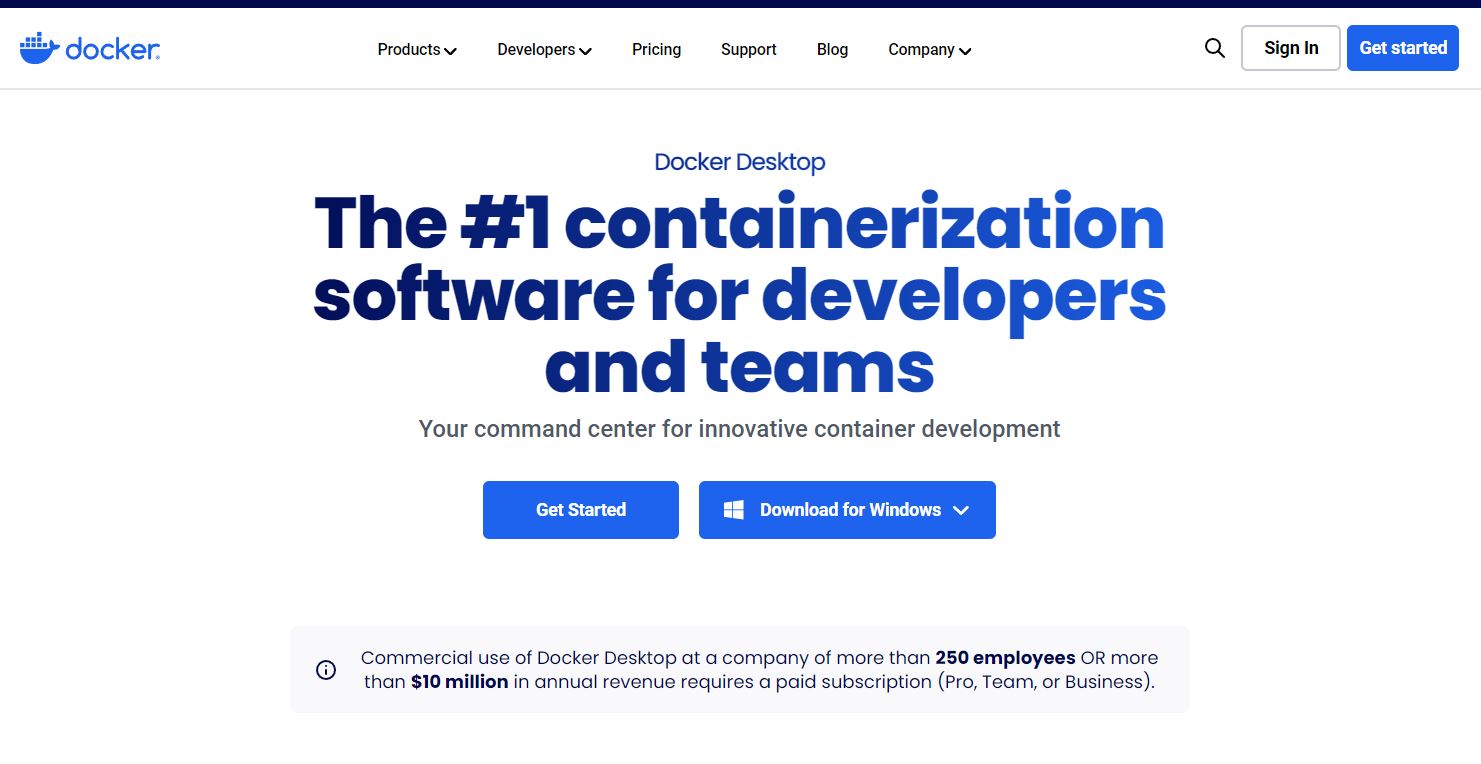 docker
Products
Developers
Pricing
Support
Blog
Company
Sign In
Get started
Docker Desktop
The #1 containerization
software for developers
and teams
Your command center for innovative container development
Get Started
Download for Windows
Commercial use of Docker Desktop at a company of more than 250 employees OR more
than $10 million in annual revenue requires a paid subscription (Pro, Team, or Business).